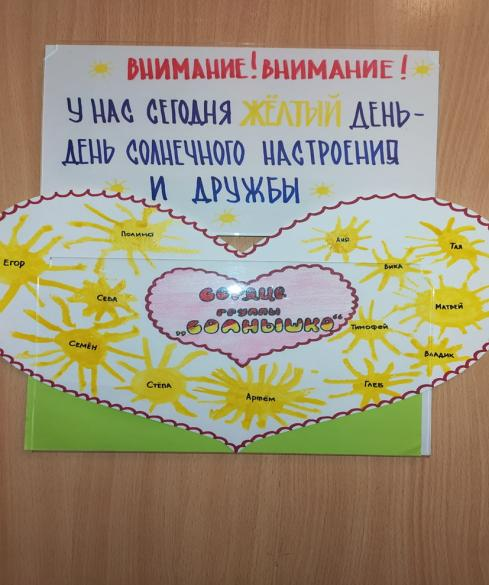 ВНИМАНИЕ! ВНИМАНИЕ!
У НАС СЕГОДНЯ ЖЁЛТЫЙ ДЕНЬ-
ДЕНЬ СОЛНЕЧНОГО НАСТРОЕНИЯ
И ДРУЖБЫ
Полина
Аня
Тая
Егор
Вика
Сева
СЕРДЦЕ
ГРУППЫ
"СОЛНЫШКО"
Матвей
Тимофей
Семён
Владик
Стёпа
Артём
Глеб